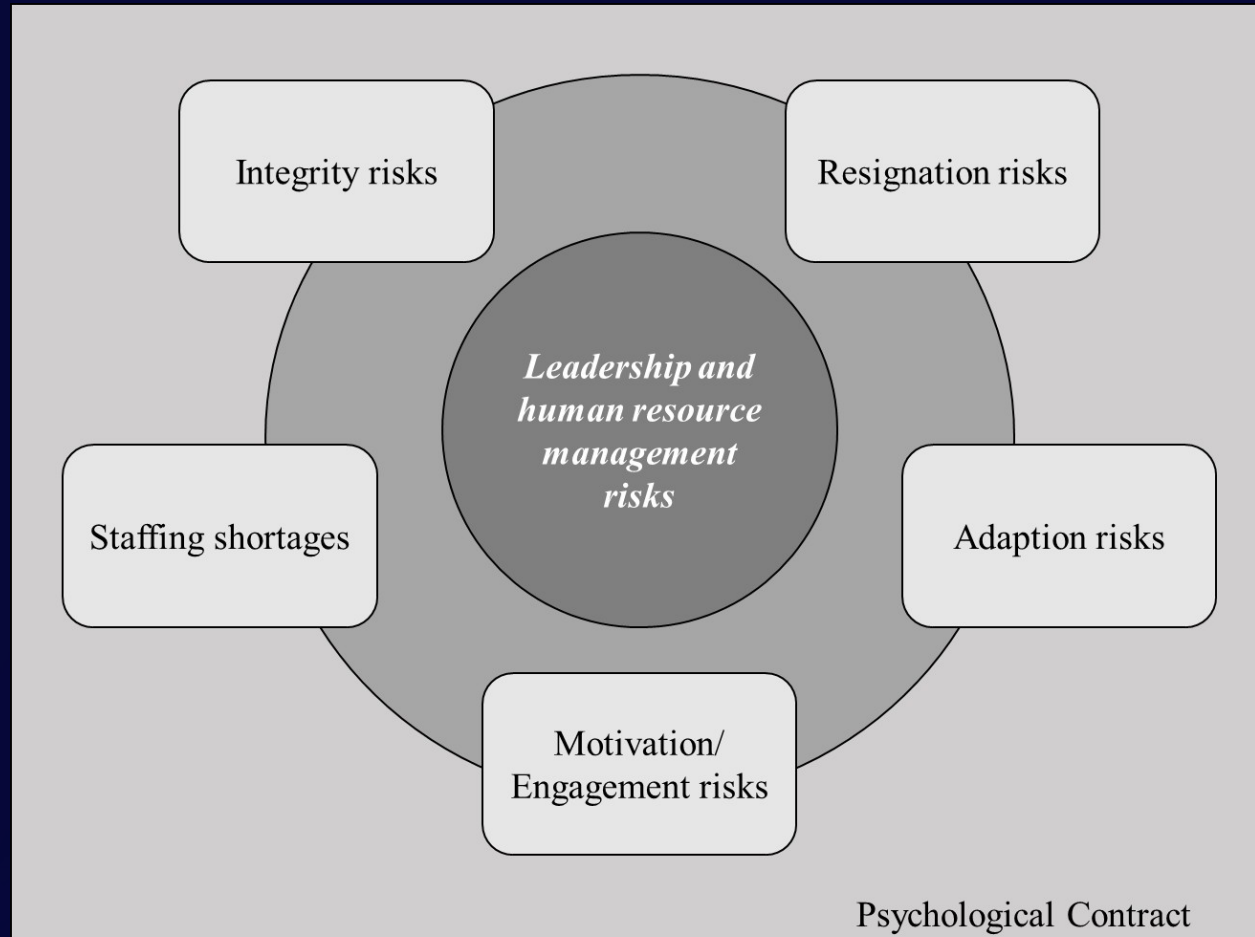 Integrity risks
Resignation risks
Leadership and
human resource
management
risks
Staffing shortages
Adaption risks
Motivation/
Engagement risks
Psychological Contract